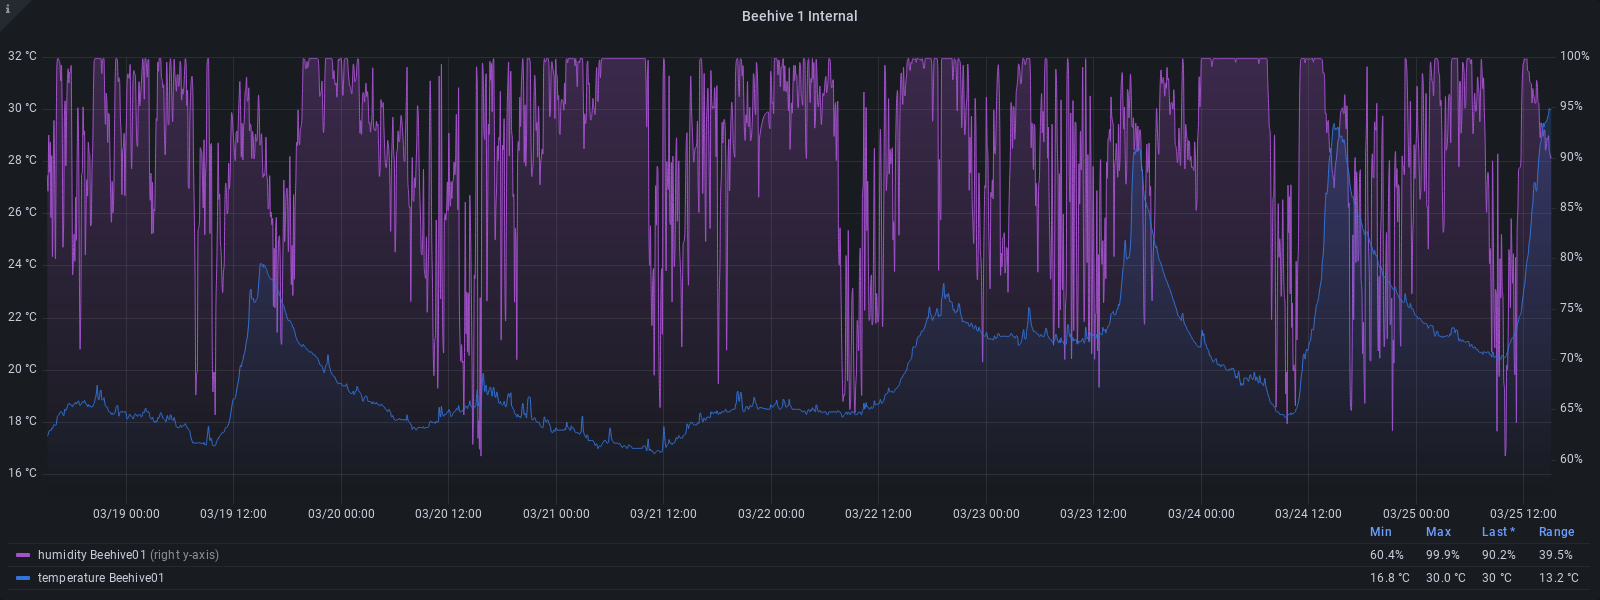 i
Beehive 1 Internal
32 °C 100%
30 °C 95%
28 °C 90%
26 °C 85%
24 °C 80%
22 °C 75%
20 °C 70%
18 °C 65%
16 °C 60%
03/19 00:00 03/19 12:00 03/20 00:00 03/20 12:00 03/21 00:00 03/21 12:00 03/22 00:00 03/22 12:00 03/23 00:00 03/23 12:00 03/24 00:00 03/24 12:00 03/25 00:00 03/25 12:00
Min Max Last * Range
humidity Beehive01 (right y-axis) 60.4% 99.9% 90.2% 39.5%
temperature Beehive01 16.8 °C 30.0 °C 30 °C 13.2 °C